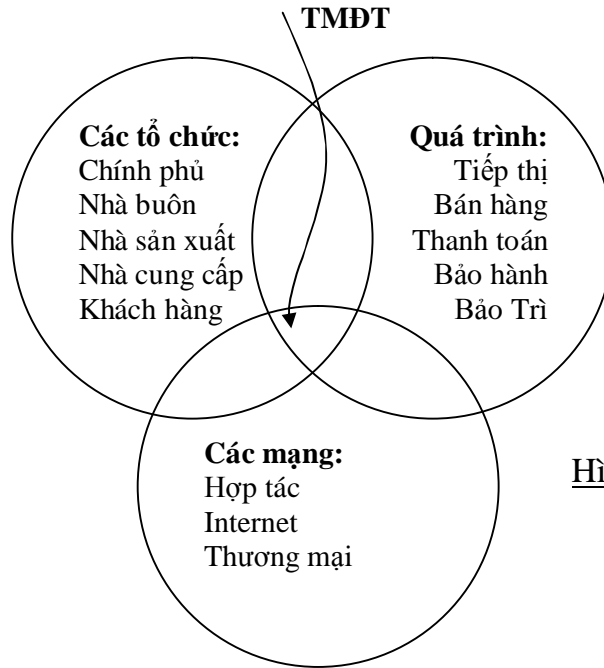 TMĐT
Các tổ chức:
Chính phủ
Nhà buôn
Nhà sản xuất
Nhà cung cấp
Khách hàng
Quá trình:
Tiếp thị
Bán hàng
Thanh toán
Bảo hành
Bảo Trì
Các mạng:
Hợp tác
Internet
Thương mại
Hì